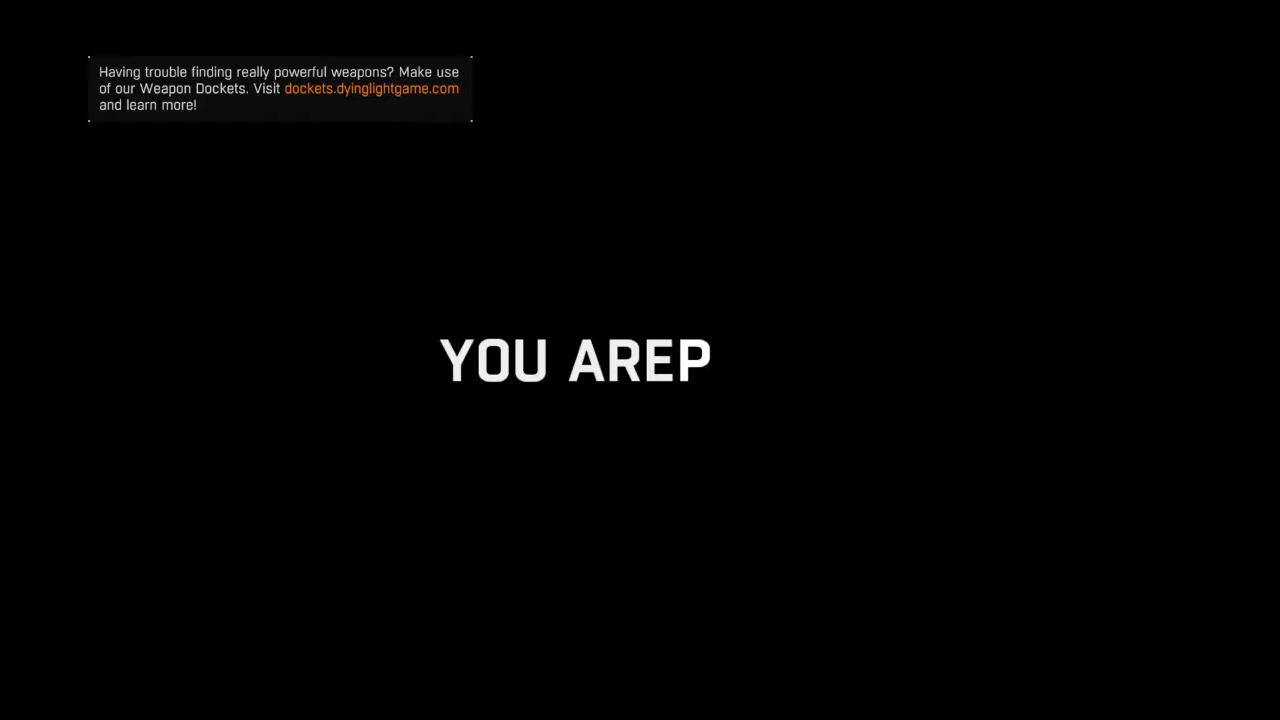 Having trouble finding really powerful weapons? Make use
of our Weapon Dockets. Visit dockets.dyinglightgame.com
and learn more!
YOU AREP